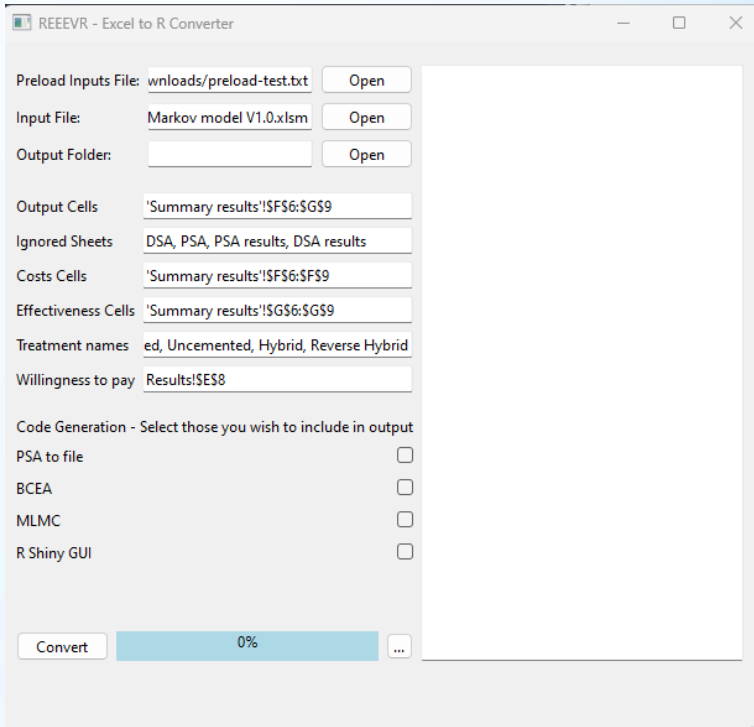 REEEVR - Excel to R Converter
Preload Inputs File: wnloads/preload-test.txt Open
Input File: Markov model V1.0.xlsm Open
Output Folder: Open
Output Cells 'Summary results'!$F$6:$G$9
Ignored Sheets DSA, PSA, PSA results, DSA results
Costs Cells 'Summary results'!$F$6:$F$9
Effectiveness Cells 'Summary results'!$G$6:$G$9
Treatment names ed, Uncemented, Hybrid, Reverse Hybrid
Willingness to pay Results!$E$8
Code Generation - Select those you wish to include in output
PSA to file
BCEA
MLMC
R Shiny GUI
Convert 0% ...